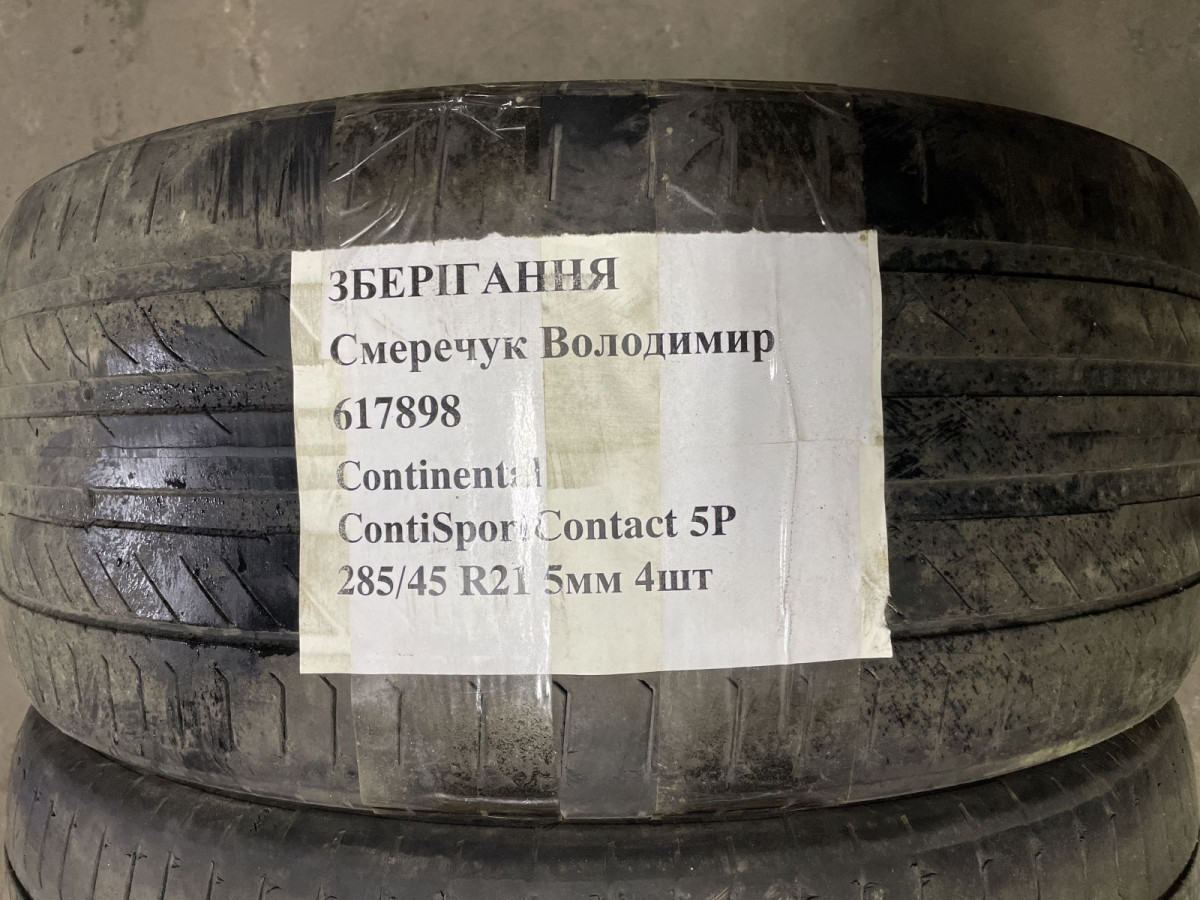 ЗБЕРІГАННЯ
Смеречук Володимир
617898
Continental
ContiSportContact 5P
285/45 R21 5мм 4шт